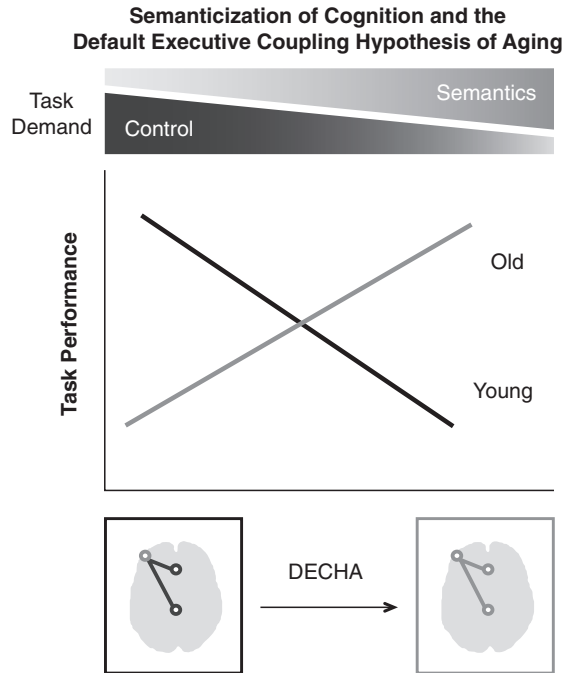 Semanticization of Cognition and the
Default Executive Coupling Hypothesis of Aging
Task
Demand
Semantics
Control
Task Performance
Old
Young
DECHA